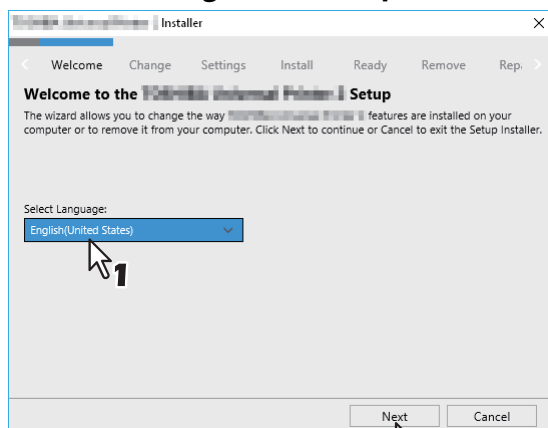 Installer
Welcome Change Settings Install Ready Remove Repa
Welcome to the Setup
The wizard allows you to change the way features are installed on your
computer or to remove it from your computer. Click Next to continue or Cancel to exit the Setup Installer.
Select Language:
English(United States)
1
Next Cancel